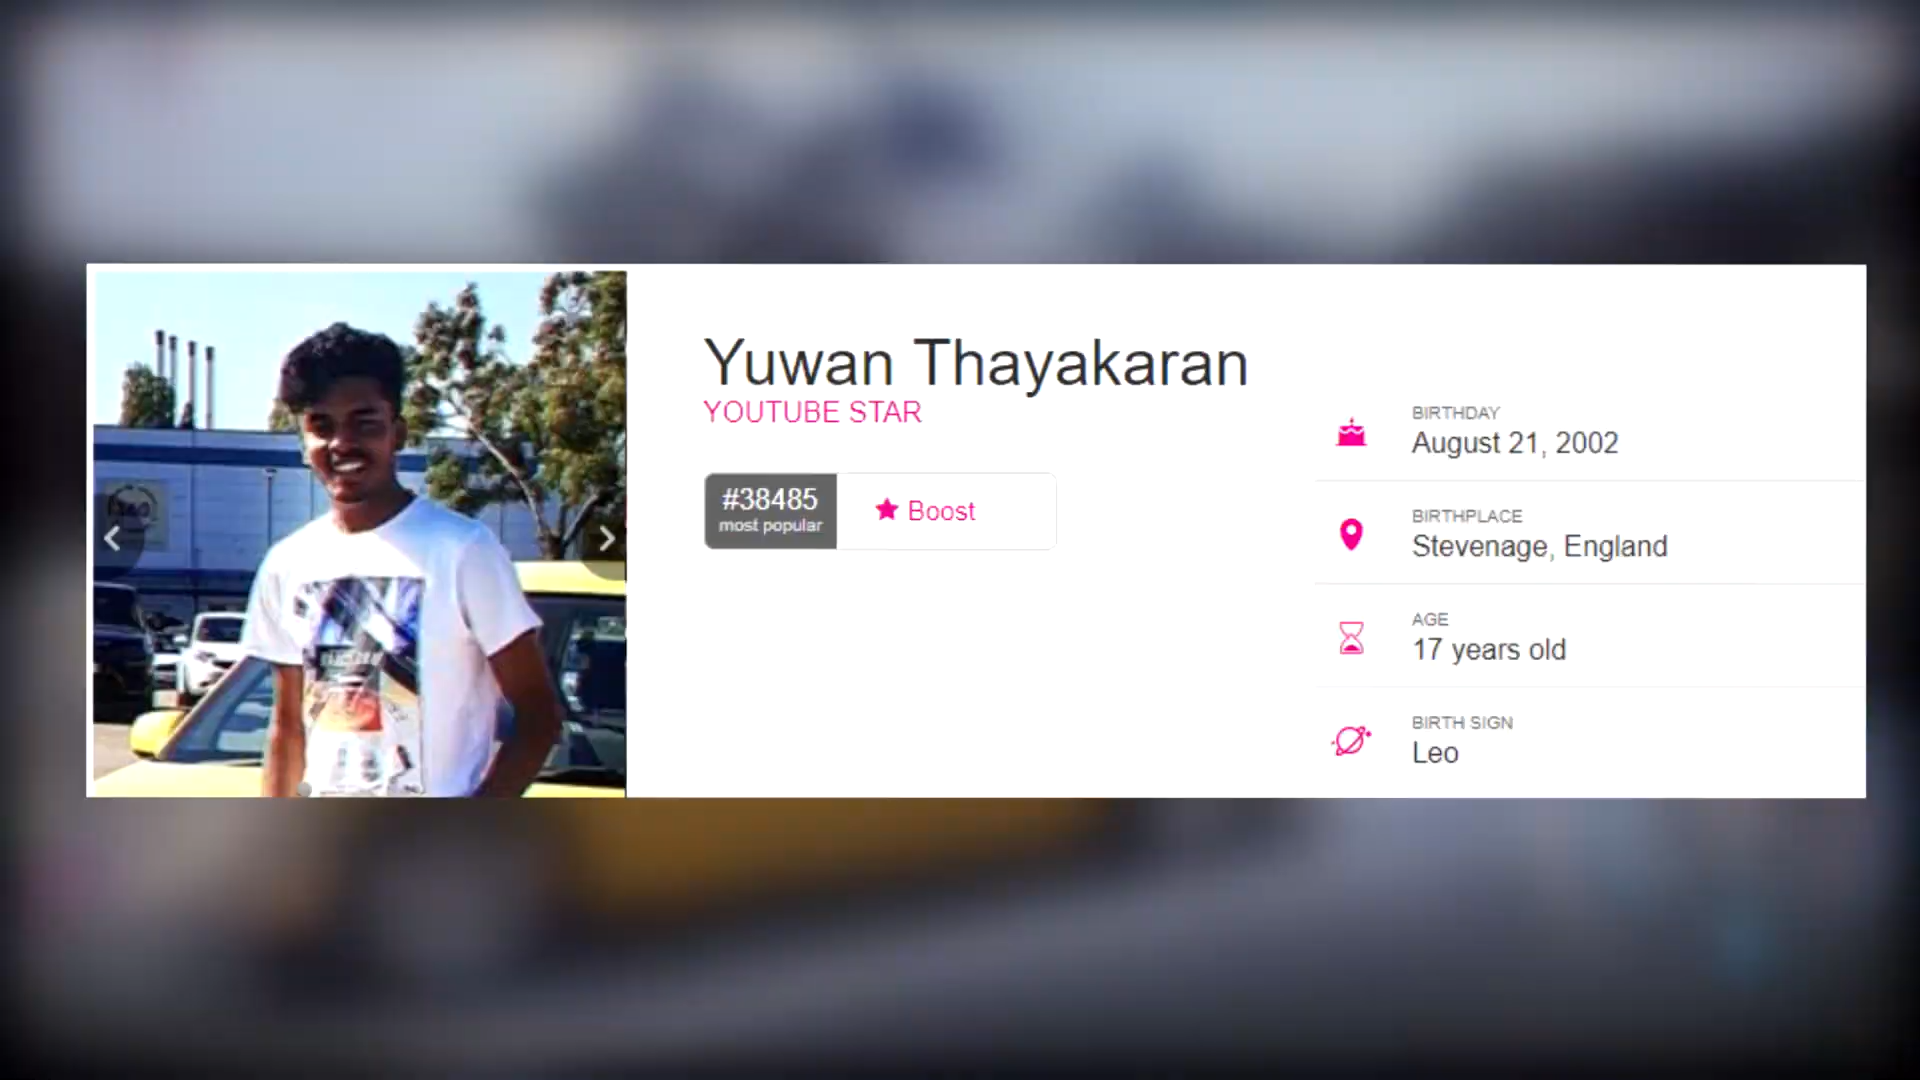 Yuwan Thayakaran
YOUTUBE STAR
#38485
most popular
Boost
BIRTHDAY
August 21, 2002
BIRTHPLACE
Stevenage, England
AGE
17 years old
BIRTH SIGN
Leo